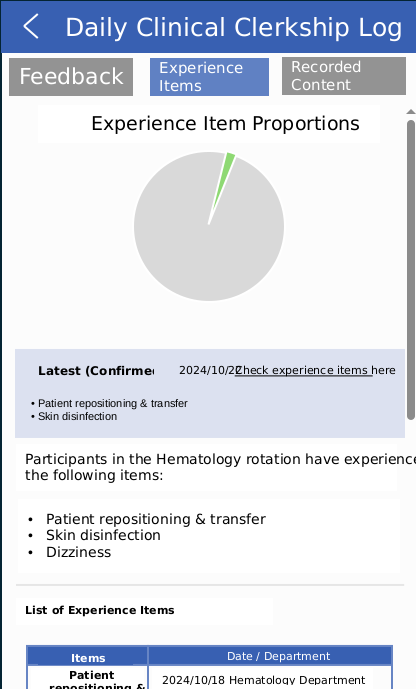 Daily Clinical Clerkship Log
Feedback
Experience
Items
Recorded
Content
Experience Item Proportions
Latest (Confirme
2024/10/2
Check experience items here
• Patient repositioning & transfer
• Skin disinfection
Participants in the Hematology rotation have experience
the following items:
• Patient repositioning & transfer
• Skin disinfection
• Dizziness
List of Experience Items
Items
Date / Department
Patient
repositioning &
2024/10/18 Hematology Department